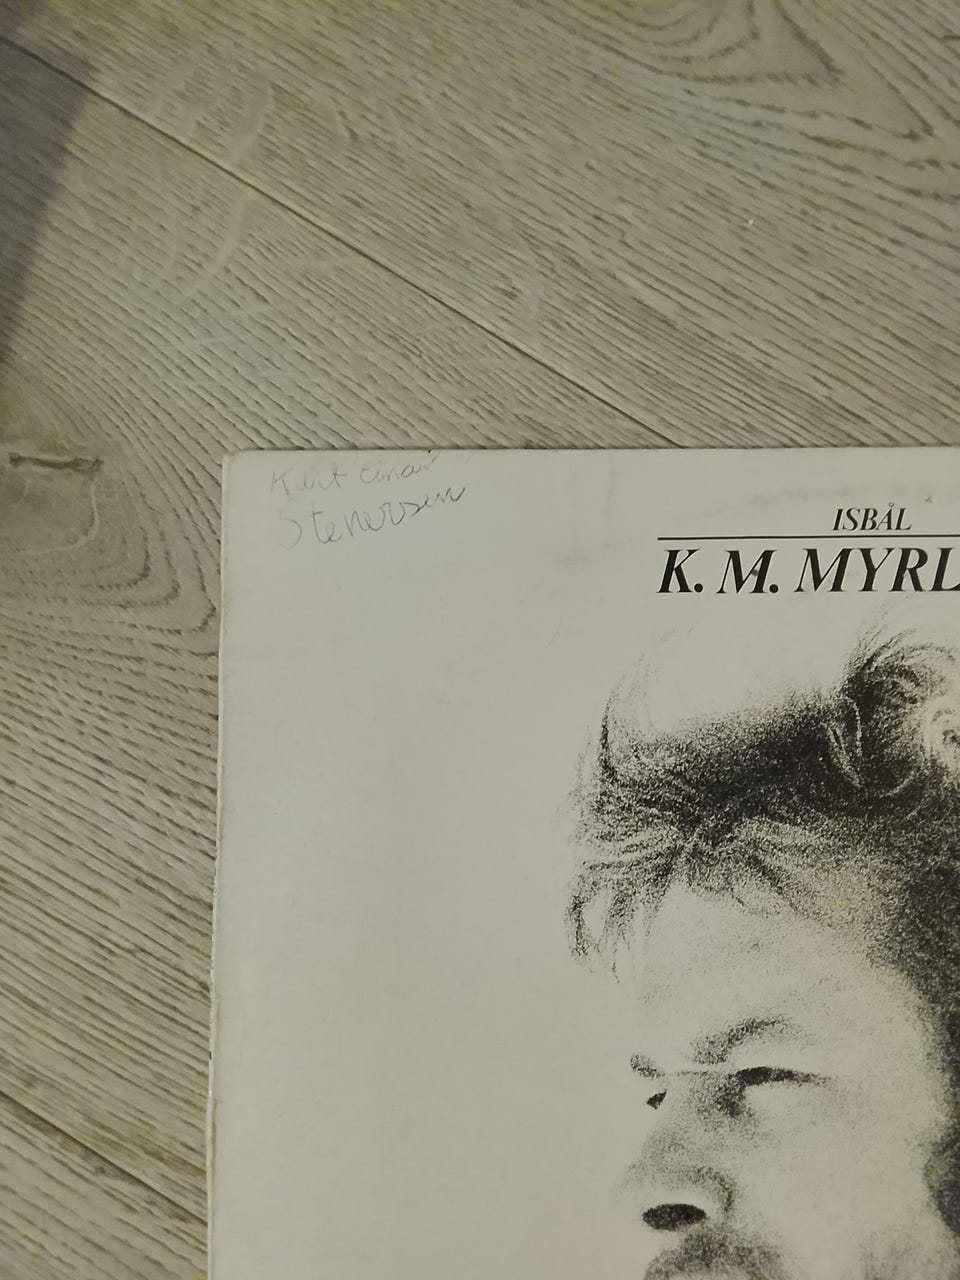 Kurt Einar
Stenersen
ISBÅL
K. M. MYRL